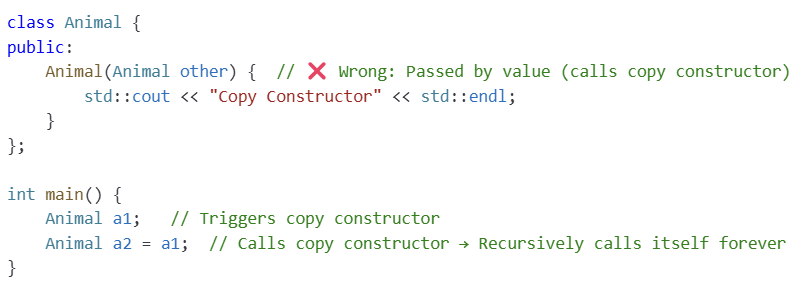 class Animal {
public:
    Animal(Animal other) {  // ❌ Wrong: Passed by value (calls copy constructor)
        std::cout << "Copy Constructor" << std::endl;
    }
};

int main() {
    Animal a1;   // Triggers copy constructor
    Animal a2 = a1;  // Calls copy constructor → Recursively calls itself forever
}